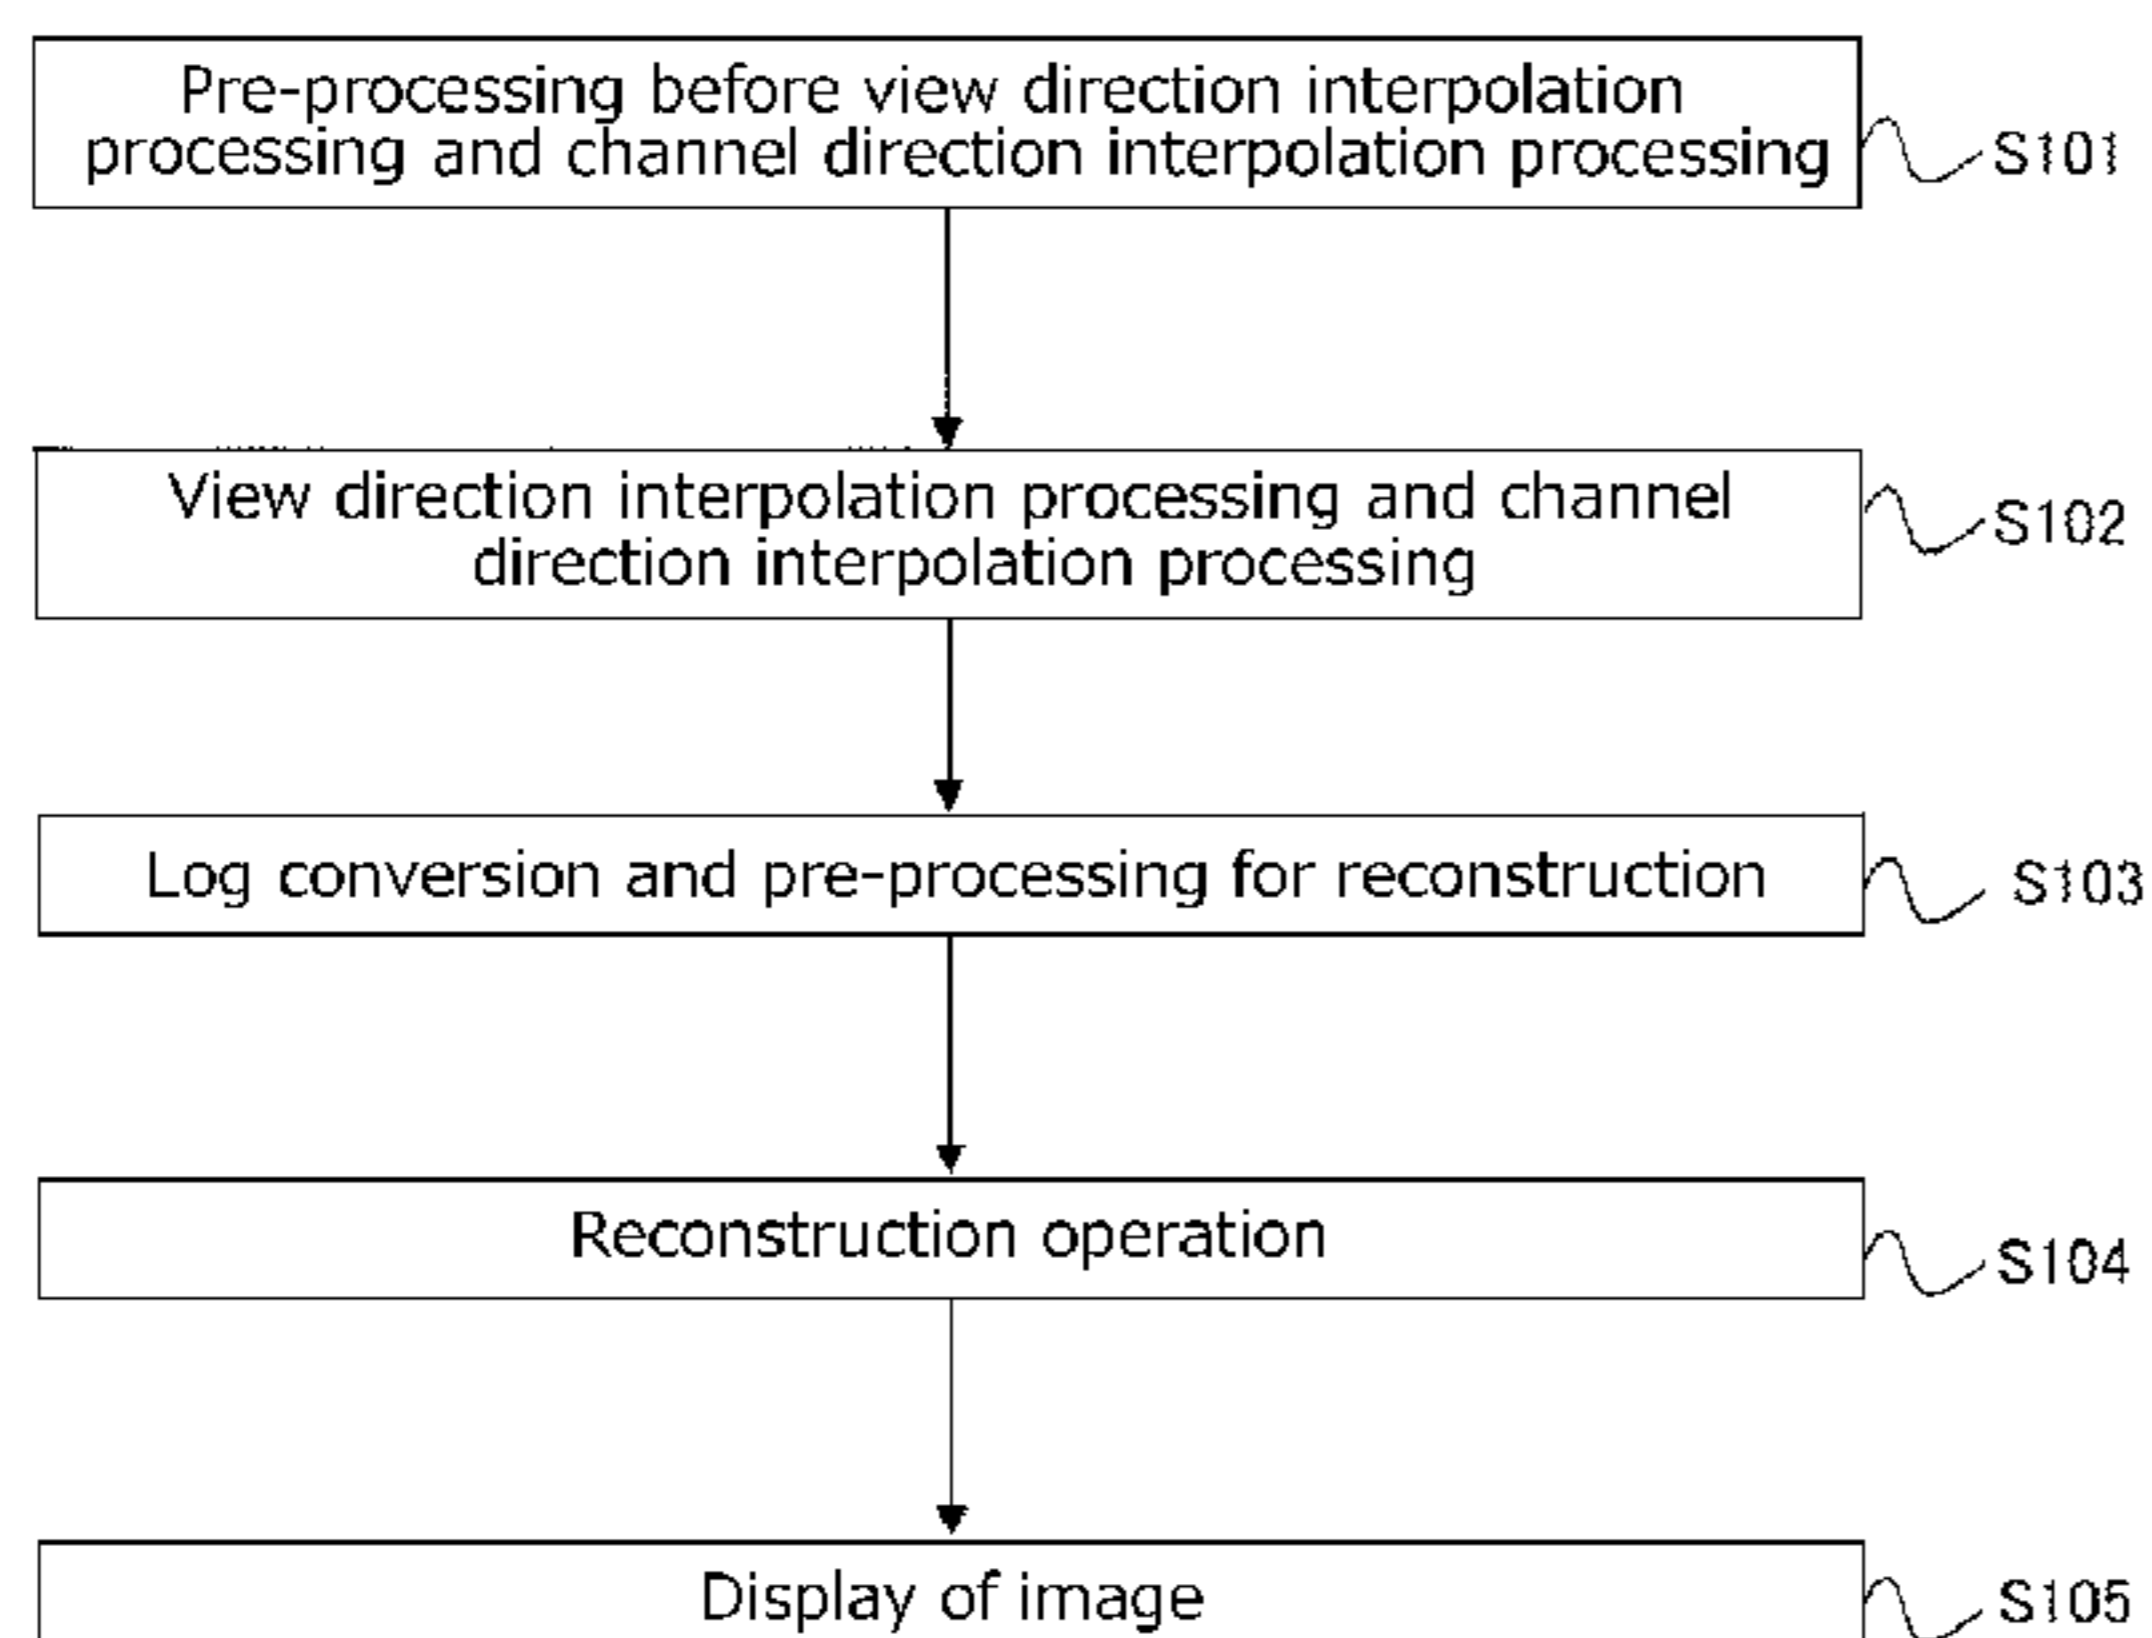 Pre-processing before view direction interpolation
processing and channel direction interpolation processing
S101
View direction interpolation processing and channel
direction interpolation processing
S102
Log conversion and pre-processing for reconstruction
S103
Reconstruction operation
S104
Display of image
S105